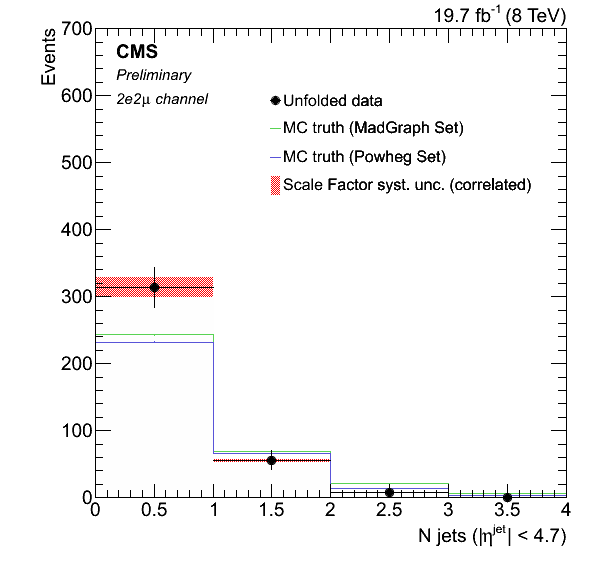 19.7 fb⁻¹ (8 TeV)
Events
700
600
500
400
300
200
100
0
CMS
Preliminary
2e2μ channel
Unfolded data
MC truth (MadGraph Set)
MC truth (Powheg Set)
Scale Factor syst. unc. (correlated)
0 0.5 1 1.5 2 2.5 3 3.5 4
N jets (|η^jet| < 4.7)